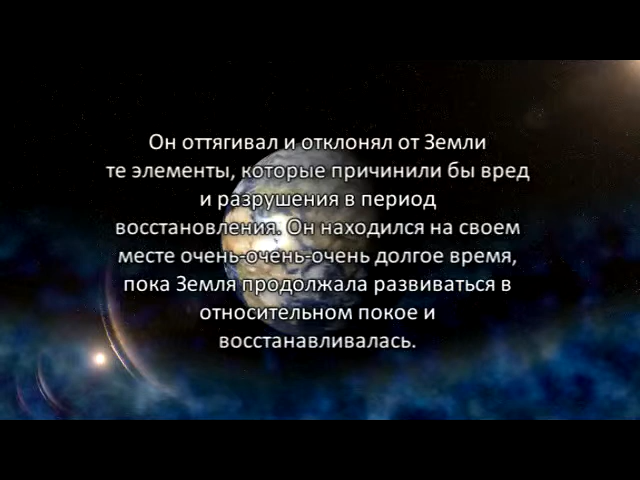 Он оттягивал и отклонял от Земли
те элементы, которые причинили бы вред
и разрушения в период
восстановления. Он находился на своем
месте очень-очень-очень долгое время,
пока Земля продолжала развиваться в
относительном покое и
восстанавливалась.